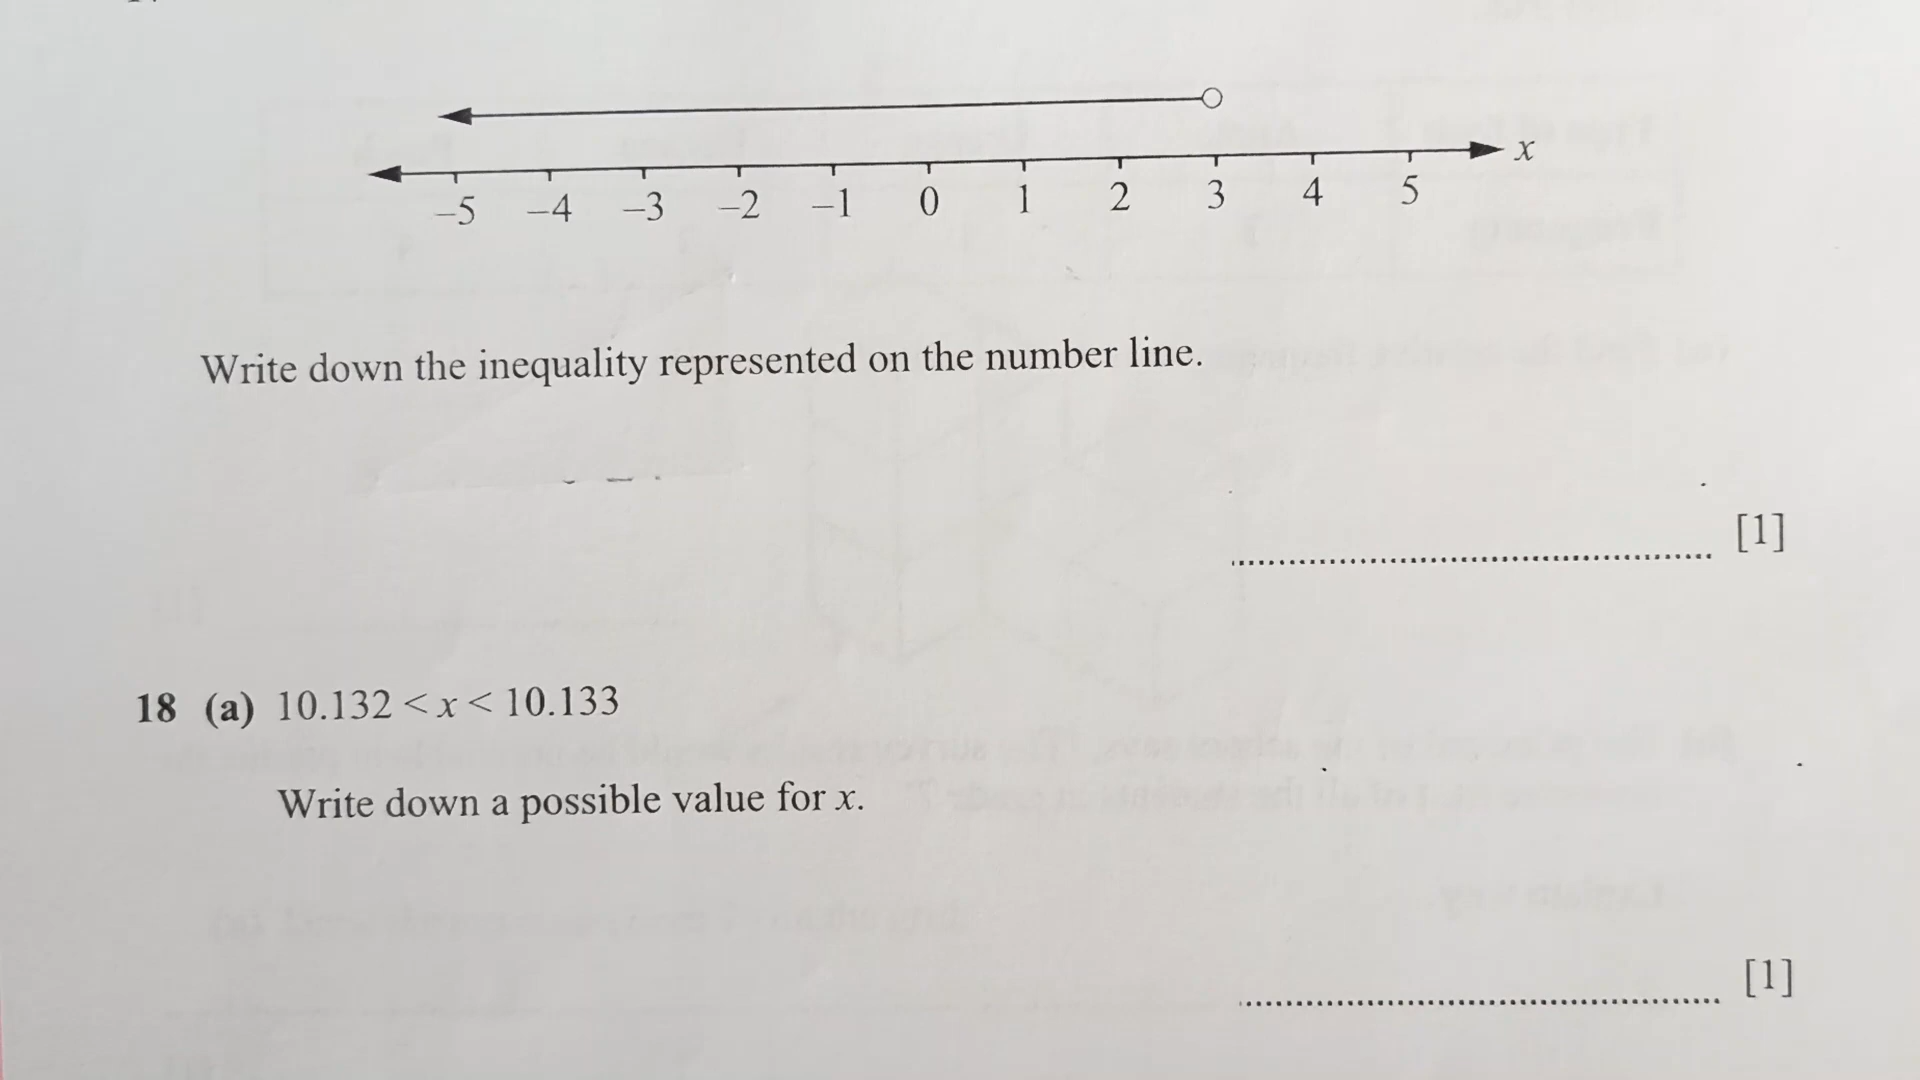 x
–5 –4 –3 –2 –1 0 1 2 3 4 5
Write down the inequality represented on the number line.
[1]
18 (a) 10.132 < x < 10.133
Write down a possible value for x.
[1]